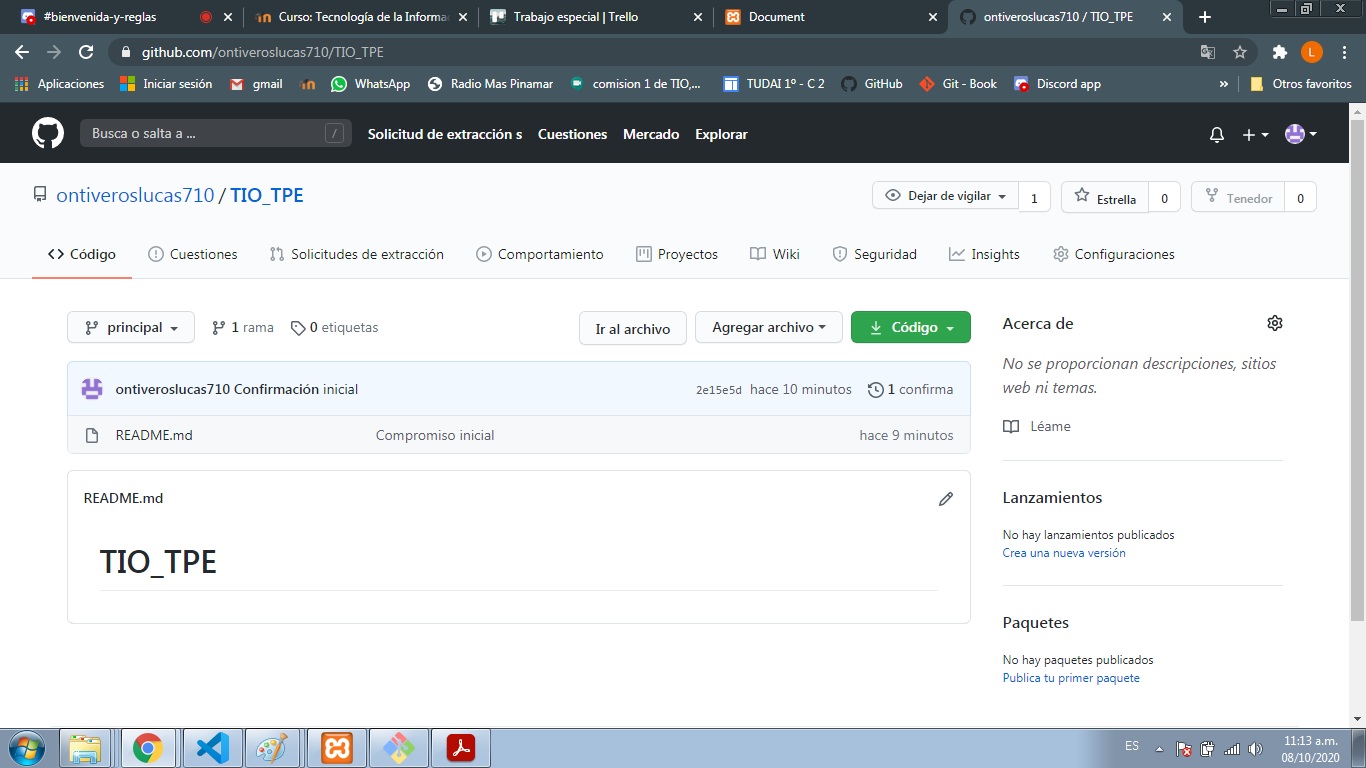 #bienvenida-y-reglas
Curso: Tecnología de la Informac
Trabajo especial | Trello
Document
ontiveroslucas710 / TIO_TPE
github.com/ontiveroslucas710/TIO_TPE
L
Aplicaciones
Iniciar sesión
gmail
WhatsApp
Radio Mas Pinamar
comision 1 de TIO,...
TUDAI 1º - C 2
GitHub
Git - Book
Discord app
»
Otros favoritos
Busca o salta a ...
/
Solicitud de extracción s
Cuestiones
Mercado
Explorar
ontiveroslucas710 / TIO_TPE
Dejar de vigilar
1
Estrella
0
Tenedor
0
Código
Cuestiones
Solicitudes de extracción
Comportamiento
Proyectos
Wiki
Seguridad
Insights
Configuraciones
principal
1 rama
0 etiquetas
Ir al archivo
Agregar archivo
Código
ontiveroslucas710 Confirmación inicial
2e15e5d
hace 10 minutos
1 confirma
README.md
Compromiso inicial
hace 9 minutos
README.md
TIO_TPE
Acerca de
No se proporcionan descripciones, sitios
web ni temas.
Léame
Lanzamientos
No hay lanzamientos publicados
Crea una nueva versión
Paquetes
No hay paquetes publicados
Publica tu primer paquete
ES
11:13 a.m.
08/10/2020